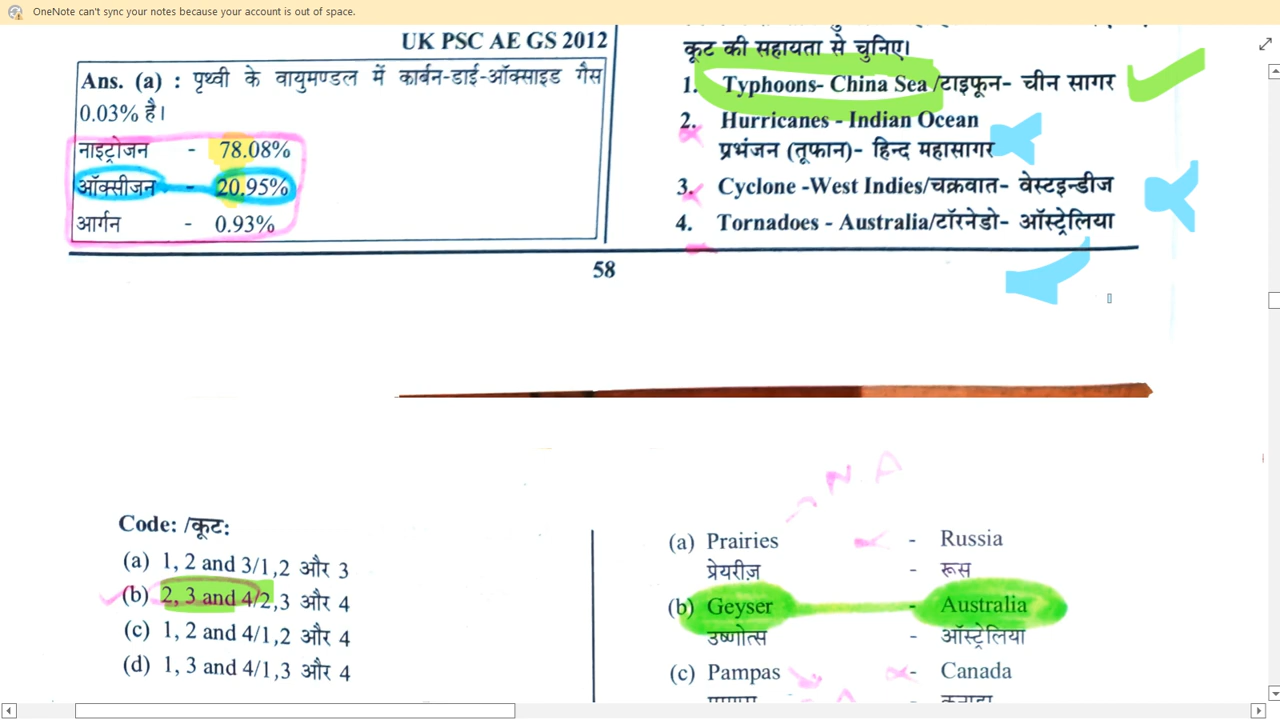 OneNote can't sync your notes because your account is out of space.
UK PSC AE GS 2012
Ans. (a) : पृथ्वी के वायुमण्डल में कार्बन-डाई-ऑक्साइड गैस
0.03% है।
नाइट्रोजन - 78.08%
ऑक्सीजन - 20.95%
आर्गन - 0.93%
कूट की सहायता से चुनिए।
1. Typhoons- China Sea /टाइफून- चीन सागर
2. Hurricanes - Indian Ocean
प्रभंजन (तूफान)- हिन्द महासागर
3. Cyclone -West Indies/चक्रवात- वेस्टइन्डीज
4. Tornadoes - Australia/टॉरनेडो- ऑस्ट्रेलिया
58
Code: /कूट:
(a) 1, 2 and 3/1,2 और 3
(b) 2, 3 and 4/2,3 और 4
(c) 1, 2 and 4/1,2 और 4
(d) 1, 3 and 4/1,3 और 4
N.A
(a) Prairies - Russia
प्रेयरीज़ - रूस
(b) Geyser - Australia
उष्णोत्स - ऑस्ट्रेलिया
(c) Pampas - Canada